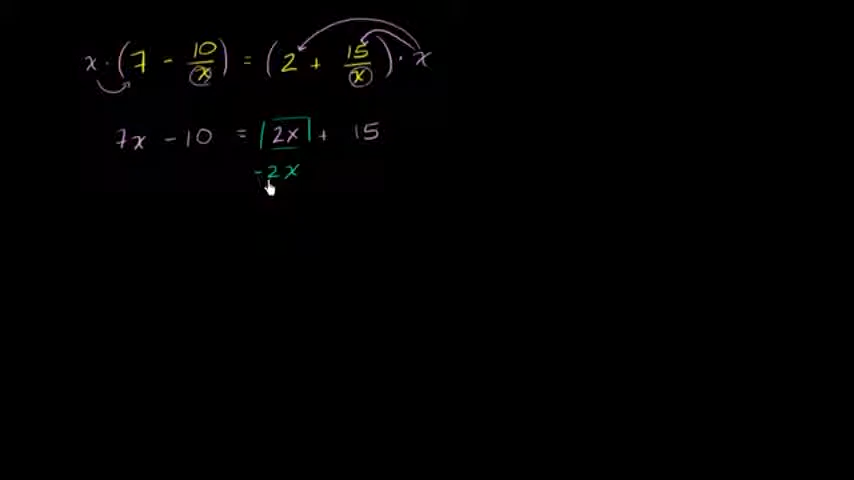 x · (7 - 10/x) = (2 + 15/x) · x
7x - 10 = 2x + 15
-2x